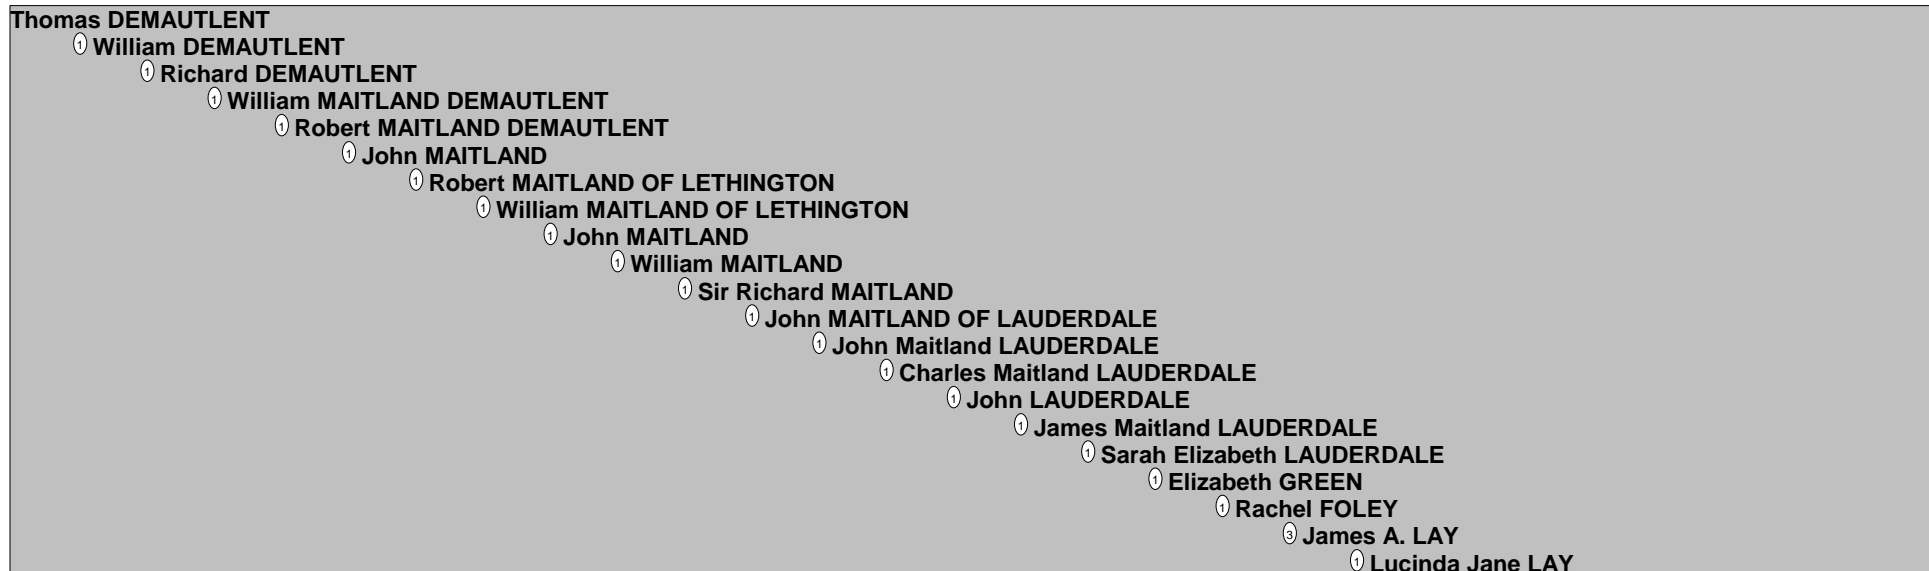 Thomas DEMAUTLENT
1 William DEMAUTLENT
1 Richard DEMAUTLENT
1 William MAITLAND DEMAUTLENT
1 Robert MAITLAND DEMAUTLENT
1 John MAITLAND
1 Robert MAITLAND OF LETHINGTON
1 William MAITLAND OF LETHINGTON
1 John MAITLAND
1 William MAITLAND
1 Sir Richard MAITLAND
1 John MAITLAND OF LAUDERDALE
1 John Maitland LAUDERDALE
1 Charles Maitland LAUDERDALE
1 John LAUDERDALE
1 James Maitland LAUDERDALE
1 Sarah Elizabeth LAUDERDALE
1 Elizabeth GREEN
1 Rachel FOLEY
3 James A. LAY
1 Lucinda Jane LAY